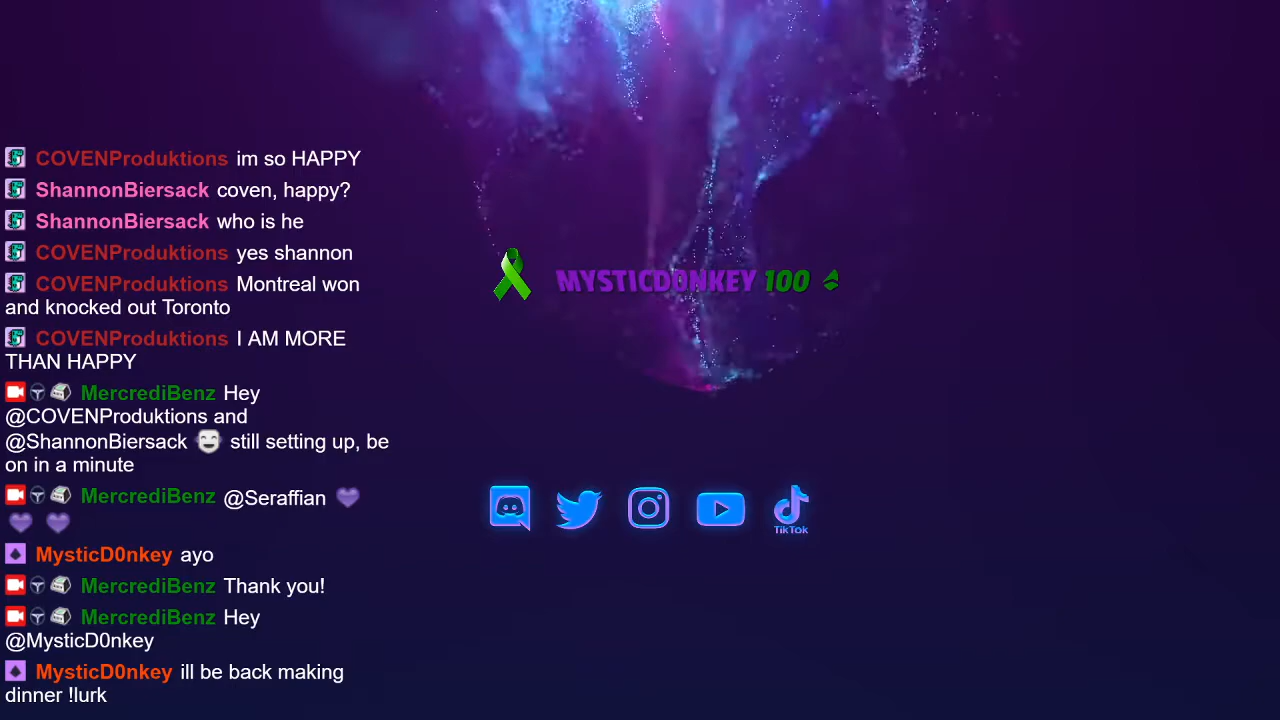 COVENProduktions im so HAPPY
ShannonBiersack coven, happy?
ShannonBiersack who is he
COVENProduktions yes shannon
COVENProduktions Montreal won
and knocked out Toronto
COVENProduktions I AM MORE
THAN HAPPY
MercrediBenz Hey
@COVENProduktions and
@ShannonBiersack still setting up, be
on in a minute
MercrediBenz @Seraffian
MysticD0nkey ayo
MercrediBenz Thank you!
MercrediBenz Hey
@MysticD0nkey
MysticD0nkey ill be back making
dinner !lurk
MYSTICD0NKEY 100
TikTok